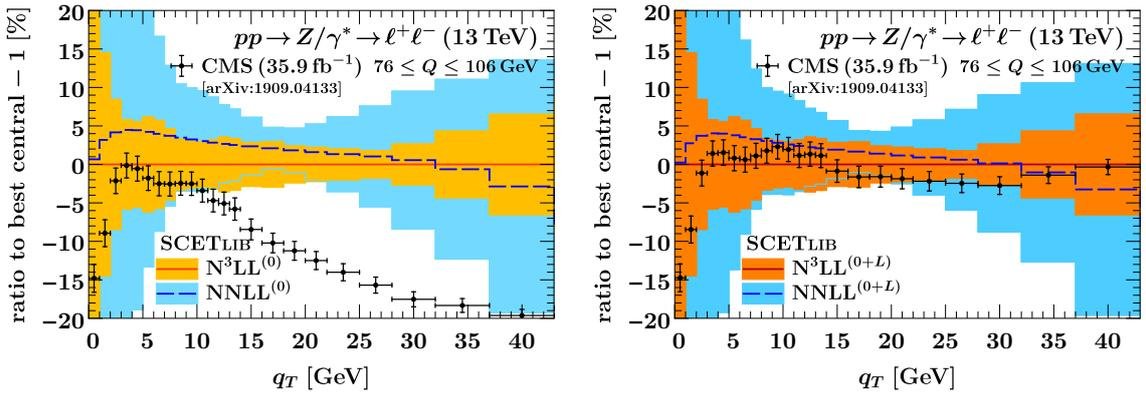 ratio to best central − 1 [%]
20
15
10
5
0
−5
−10
−15
−20
pp → Z/γ* → ℓ⁺ℓ⁻ (13 TeV)
CMS (35.9 fb⁻¹) 76 ≤ Q ≤ 106 GeV
[arXiv:1909.04133]
SCETLIB
N³LL⁽⁰⁾
NNLL⁽⁰⁾
0 5 10 15 20 25 30 35 40
q_T [GeV]
ratio to best central − 1 [%]
20
15
10
5
0
−5
−10
−15
−20
pp → Z/γ* → ℓ⁺ℓ⁻ (13 TeV)
CMS (35.9 fb⁻¹) 76 ≤ Q ≤ 106 GeV
[arXiv:1909.04133]
SCETLIB
N³LL⁽⁰⁺ᴸ⁾
NNLL⁽⁰⁺ᴸ⁾
0 5 10 15 20 25 30 35 40
q_T [GeV]